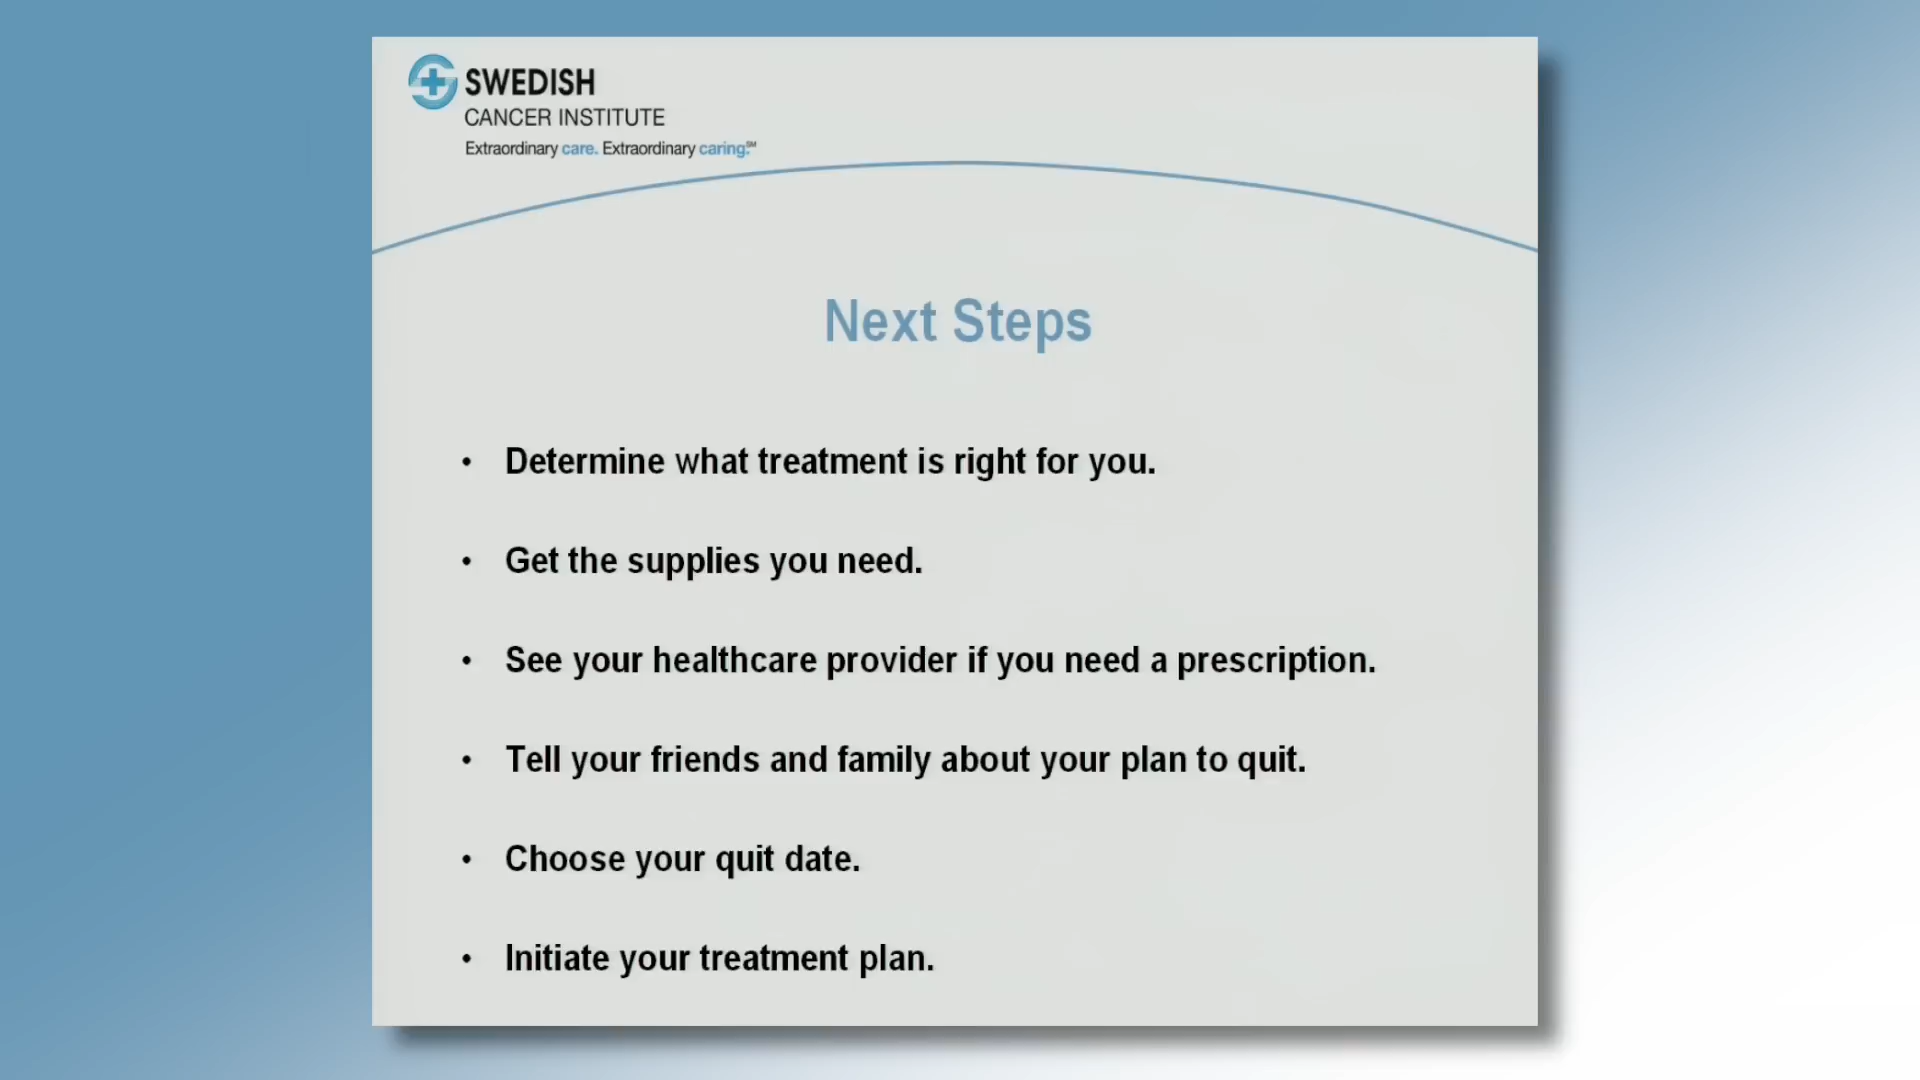 SWEDISH
CANCER INSTITUTE
Extraordinary care. Extraordinary caring.℠
Next Steps
• Determine what treatment is right for you.
• Get the supplies you need.
• See your healthcare provider if you need a prescription.
• Tell your friends and family about your plan to quit.
• Choose your quit date.
• Initiate your treatment plan.